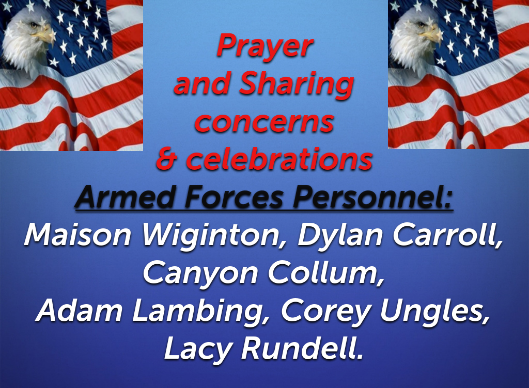 Prayer
and Sharing
concerns
& celebrations
Armed Forces Personnel:
Maison Wiginton, Dylan Carroll,
Canyon Collum,
Adam Lambing, Corey Ungles,
Lacy Rundell.